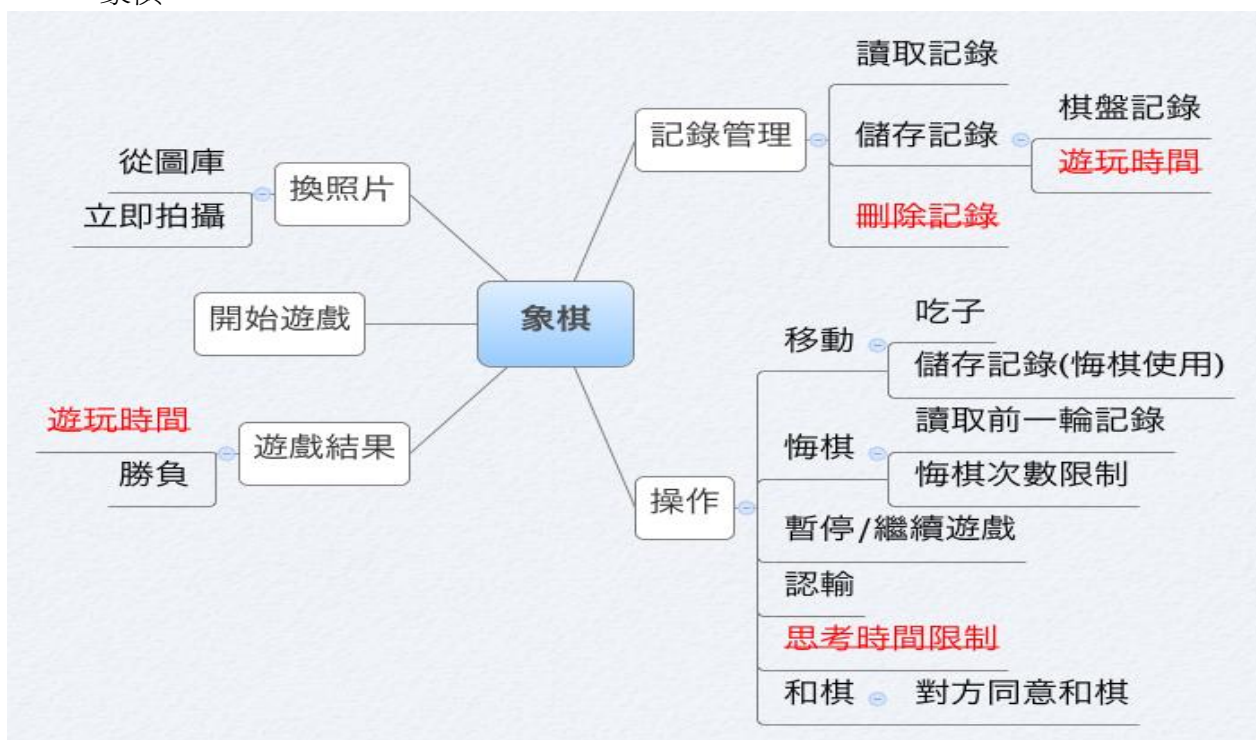 換照片
從圖庫
立即拍攝
開始遊戲
遊戲結果
遊玩時間
勝負
象棋
記錄管理
讀取記錄
儲存記錄
棋盤記錄
遊玩時間
刪除記錄
操作
移動
吃子
儲存記錄(悔棋使用)
悔棋
讀取前一輪記錄
悔棋次數限制
暫停/繼續遊戲
認輸
思考時間限制
和棋
對方同意和棋